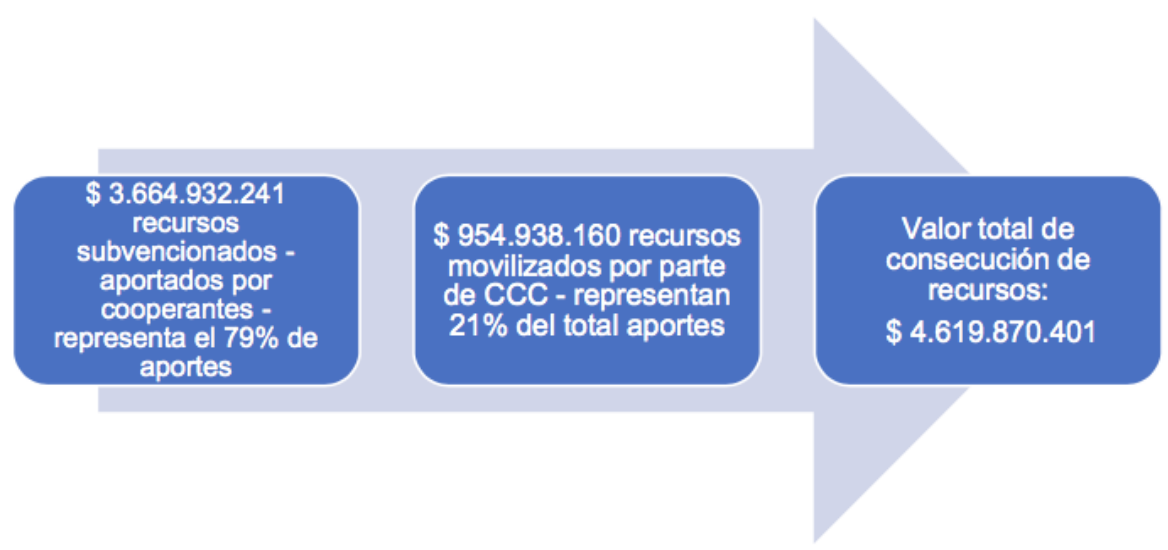 $ 3.664.932.241
recursos
subvencionados -
aportados por
cooperantes -
representa el 79% de
aportes
$ 954.938.160 recursos
movilizados por parte
de CCC - representan
21% del total aportes
Valor total de
consecución de
recursos:
$ 4.619.870.401